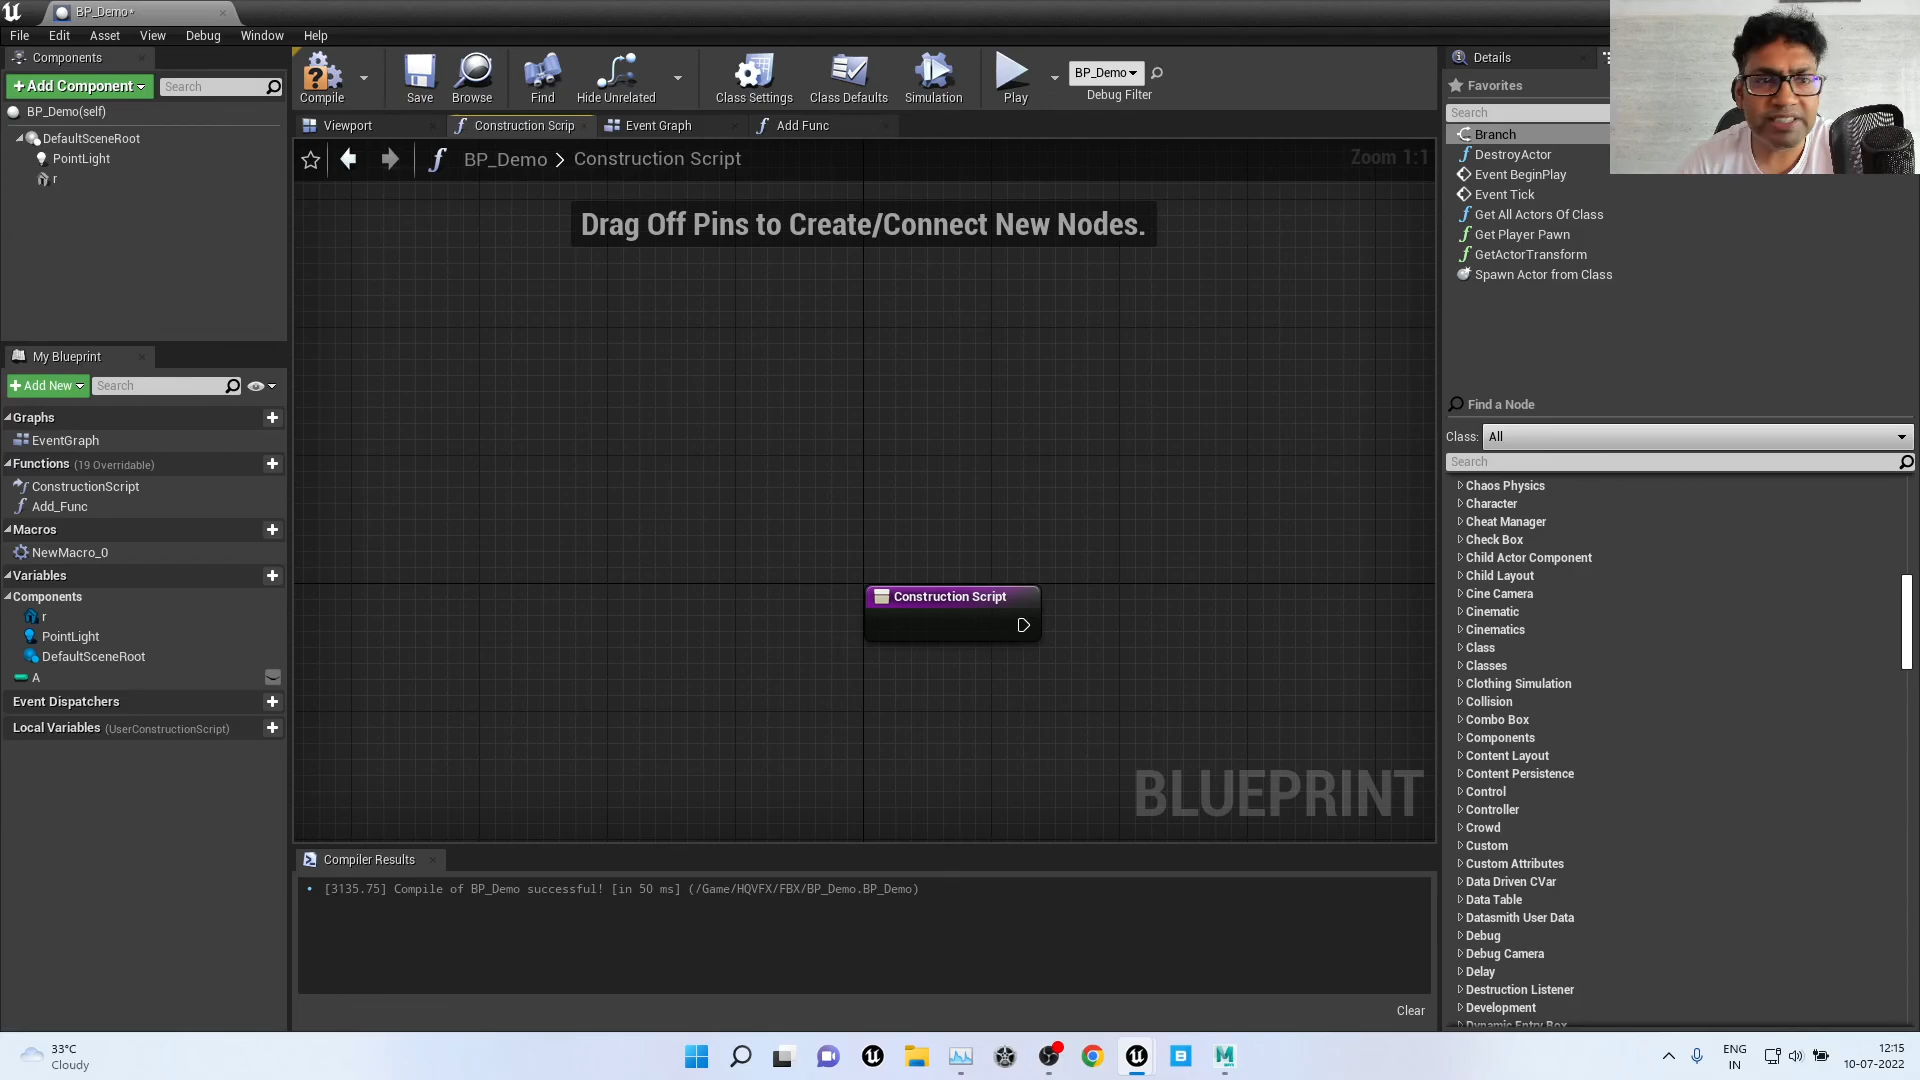 BP_Demo*
File Edit Asset View Debug Window Help
Components
+Add Component
Search
BP_Demo(self)
DefaultSceneRoot
PointLight
r
My Blueprint
+Add New
Search
Graphs
EventGraph
Functions (19 Overridable)
ConstructionScript
Add_Func
Macros
NewMacro_0
Variables
Components
r
PointLight
DefaultSceneRoot
A
Event Dispatchers
Local Variables (UserConstructionScript)
Compile Save Browse Find Hide Unrelated Class Settings Class Defaults Simulation Play
BP_Demo
Debug Filter
Viewport
Construction Scrip
Event Graph
Add Func
BP_Demo > Construction Script
Zoom 1:1
Drag Off Pins to Create/Connect New Nodes.
Construction Script
BLUEPRINT
Compiler Results
[3135.75] Compile of BP_Demo successful! [in 50 ms] (/Game/HQVFX/FBX/BP_Demo.BP_Demo)
Clear
Details
Favorites
Search
Branch
DestroyActor
Event BeginPlay
Event Tick
Get All Actors Of Class
Get Player Pawn
GetActorTransform
Spawn Actor from Class
Find a Node
Class: All
Search
Chaos Physics
Character
Cheat Manager
Check Box
Child Actor Component
Child Layout
Cine Camera
Cinematic
Cinematics
Class
Classes
Clothing Simulation
Collision
Combo Box
Components
Content Layout
Content Persistence
Control
Controller
Crowd
Custom
Custom Attributes
Data Driven CVar
Data Table
Datasmith User Data
Debug
Debug Camera
Delay
Destruction Listener
Development
Dynamic Entry Box
33°C
Cloudy
ENG
IN
12:15
10-07-2022